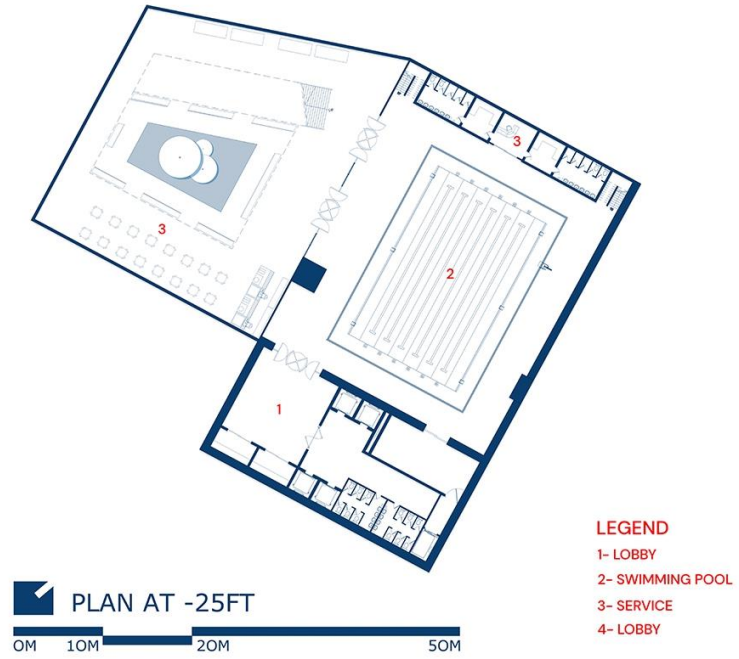 3
3
2
1
LEGEND
1- LOBBY
2- SWIMMING POOL
3- SERVICE
4- LOBBY
PLAN AT -25FT
0M 10M 20M 50M